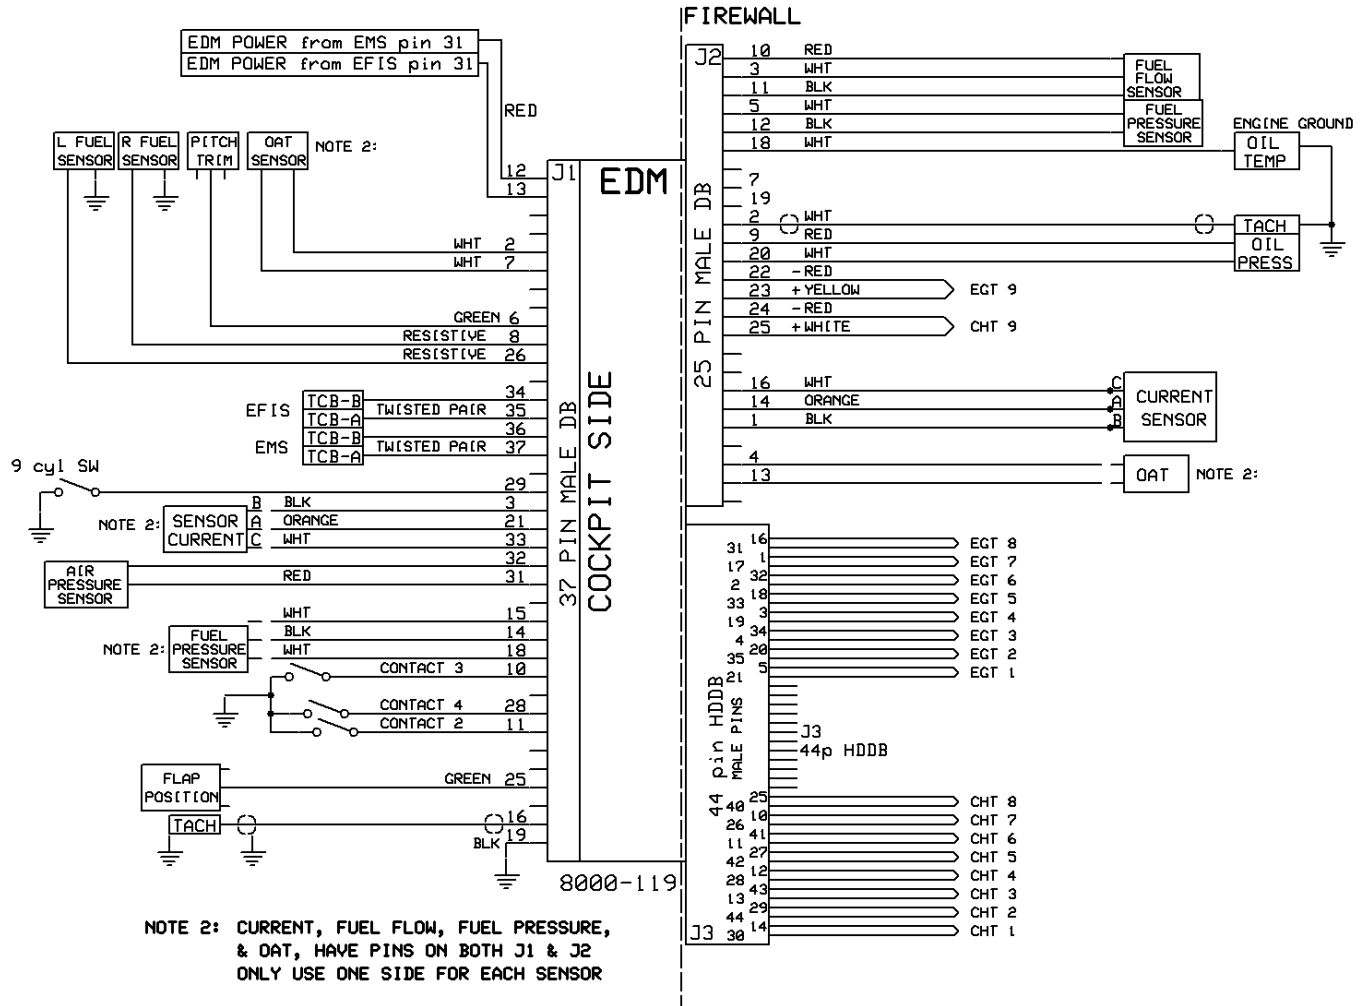 FIREWALL
EDM POWER from EMS pin 31
EDM POWER from EFIS pin 31
RED
L FUEL SENSOR
R FUEL SENSOR
PITCH TRIM
OAT SENSOR
NOTE 2:
J1
EDM
12
13
WHT 2
WHT 7
GREEN 6
RESISTIVE 8
RESISTIVE 26
EFIS
TCB-B
TCB-A
TWISTED PAIR
34
35
EMS
TCB-B
TCB-A
TWISTED PAIR
36
37
9 cyl SW
29
NOTE 2:
SENSOR CURRENT
B BLK 3
A ORANGE 21
C WHT 33
AIR PRESSURE SENSOR
32
RED 31
NOTE 2:
FUEL PRESSURE SENSOR
WHT 15
BLK 14
WHT 18
CONTACT 3 10
CONTACT 4 28
CONTACT 2 11
FLAP POSITION
GREEN 25
TACH
16
BLK 19
37 PIN MALE DB
COCKPIT SIDE
8000-119
J2
25 PIN MALE DB
10 RED
3 WHT
11 BLK
FUEL FLOW SENSOR
5 WHT
12 BLK
18 WHT
FUEL PRESSURE SENSOR
ENGINE GROUND
OIL TEMP
7
19
2 WHT
TACH
9 RED
20 WHT
OIL PRESS
22 -RED
23 +YELLOW
EGT 9
24 -RED
25 +WHITE
CHT 9
16 WHT C
14 ORANGE A
1 BLK B
CURRENT SENSOR
4
13
OAT
NOTE 2:
31 16 EGT 8
17 1 EGT 7
2 32 EGT 6
33 18 EGT 5
19 3 EGT 4
4 34 EGT 3
35 20 EGT 2
21 5 EGT 1
44 pin HDDB
MALE PINS
J3
44p HDDB
40 25 CHT 8
26 10 CHT 7
11 41 CHT 6
42 27 CHT 5
28 12 CHT 4
13 43 CHT 3
44 29 CHT 2
30 14 CHT 1
J3
NOTE 2: CURRENT, FUEL FLOW, FUEL PRESSURE,
& OAT, HAVE PINS ON BOTH J1 & J2
ONLY USE ONE SIDE FOR EACH SENSOR